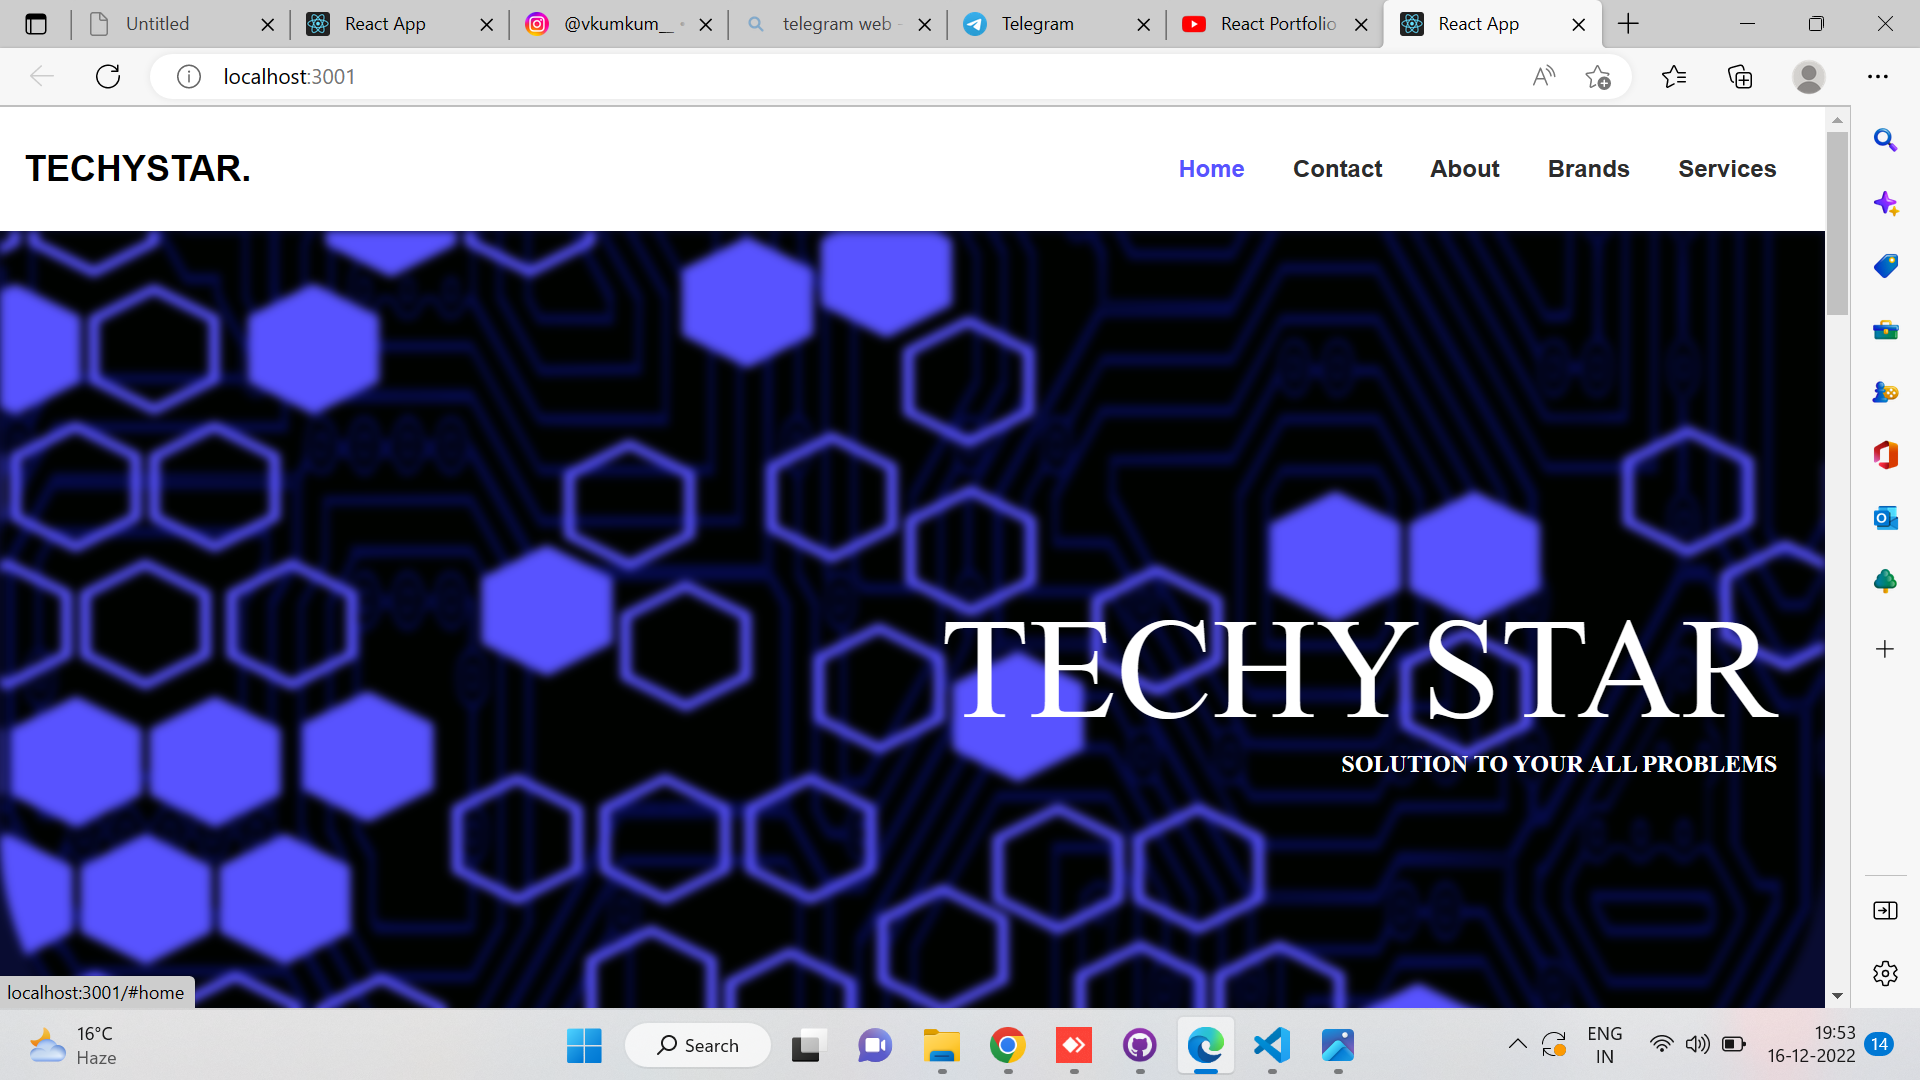 Untitled
React App
@vkumkum__ •
telegram web -
Telegram
React Portfolio
React App
localhost:3001
TECHYSTAR.
Home Contact About Brands Services
TECHYSTAR
SOLUTION TO YOUR ALL PROBLEMS
localhost:3001/#home
16°C
Haze
Search
ENG
IN
19:53
16-12-2022
14